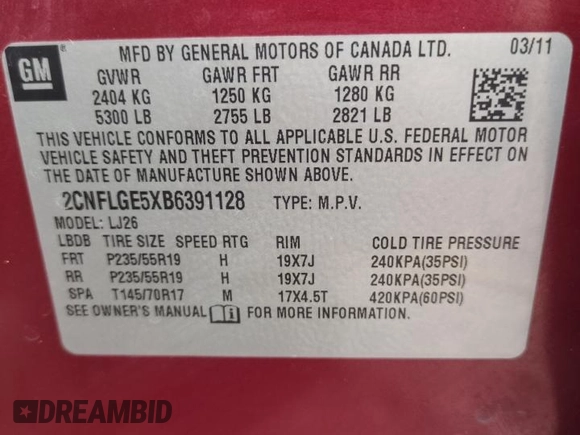 GM
MFD BY GENERAL MOTORS OF CANADA LTD. 03/11
GVWR GAWR FRT GAWR RR
2404 KG 1250 KG 1280 KG
5300 LB 2755 LB 2821 LB
THIS VEHICLE CONFORMS TO ALL APPLICABLE U.S. FEDERAL MOTOR
VEHICLE SAFETY AND THEFT PREVENTION STANDARDS IN EFFECT ON
THE DATE OF MANUFACTURE SHOWN ABOVE.
2CNFLGE5XB6391128 TYPE: M.P.V.
MODEL: LJ26
LBDB TIRE SIZE SPEED RTG RIM COLD TIRE PRESSURE
FRT P235/55R19 H 19X7J 240KPA(35PSI)
RR P235/55R19 H 19X7J 240KPA(35PSI)
SPA T145/70R17 M 17X4.5T 420KPA(60PSI)
SEE OWNER'S MANUAL i FOR MORE INFORMATION.
DREAMBID